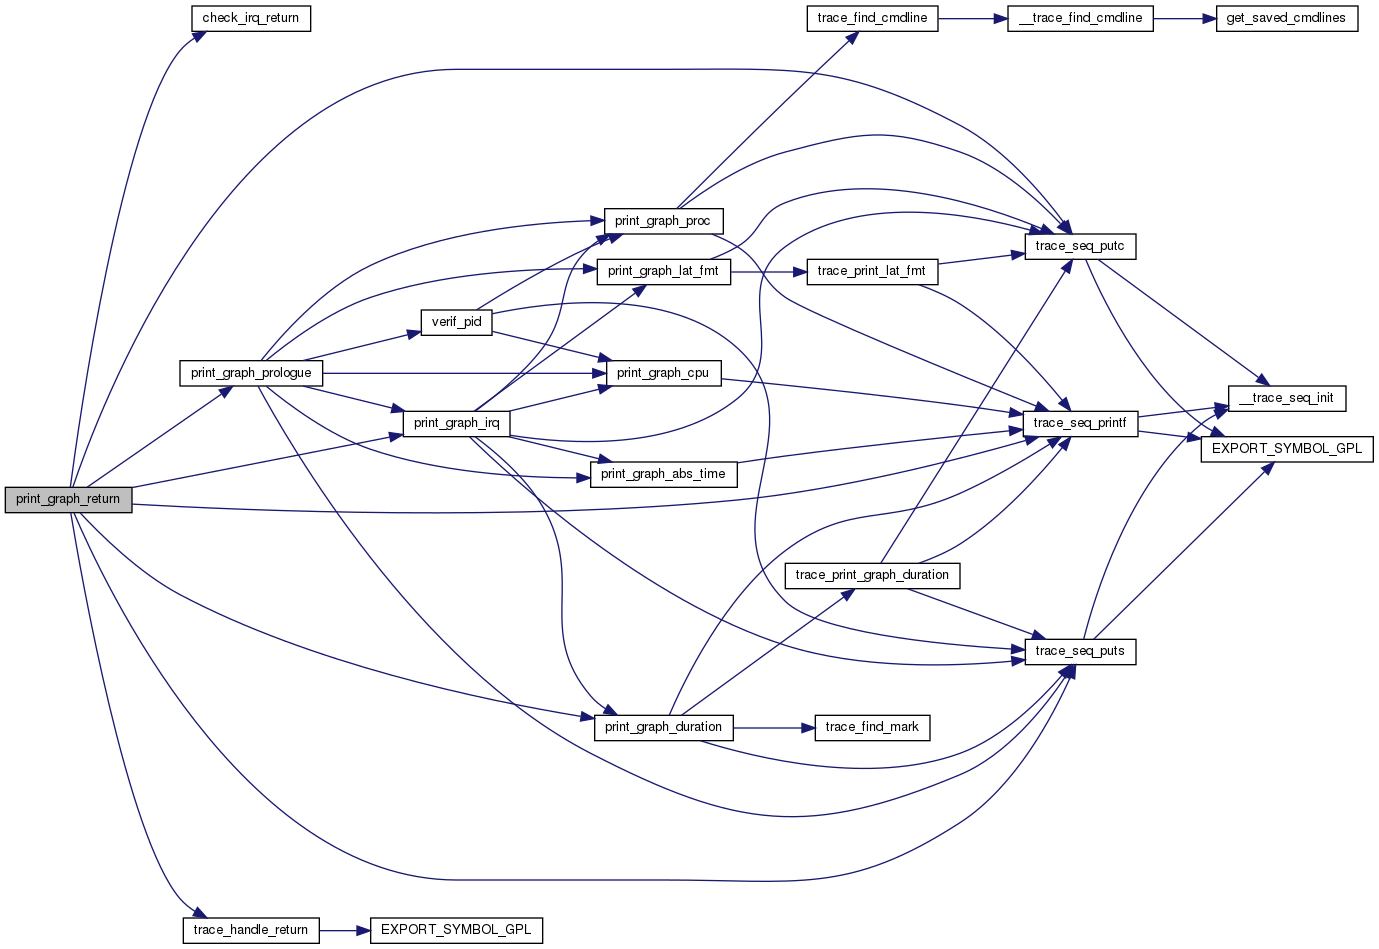 check_irq_return
trace_find_cmdline
__trace_find_cmdline
get_saved_cmdlines
print_graph_proc
trace_seq_putc
print_graph_lat_fmt
trace_print_lat_fmt
verif_pid
print_graph_prologue
print_graph_cpu
__trace_seq_init
print_graph_irq
trace_seq_printf
EXPORT_SYMBOL_GPL
print_graph_abs_time
print_graph_return
trace_print_graph_duration
trace_seq_puts
print_graph_duration
trace_find_mark
trace_handle_return
EXPORT_SYMBOL_GPL